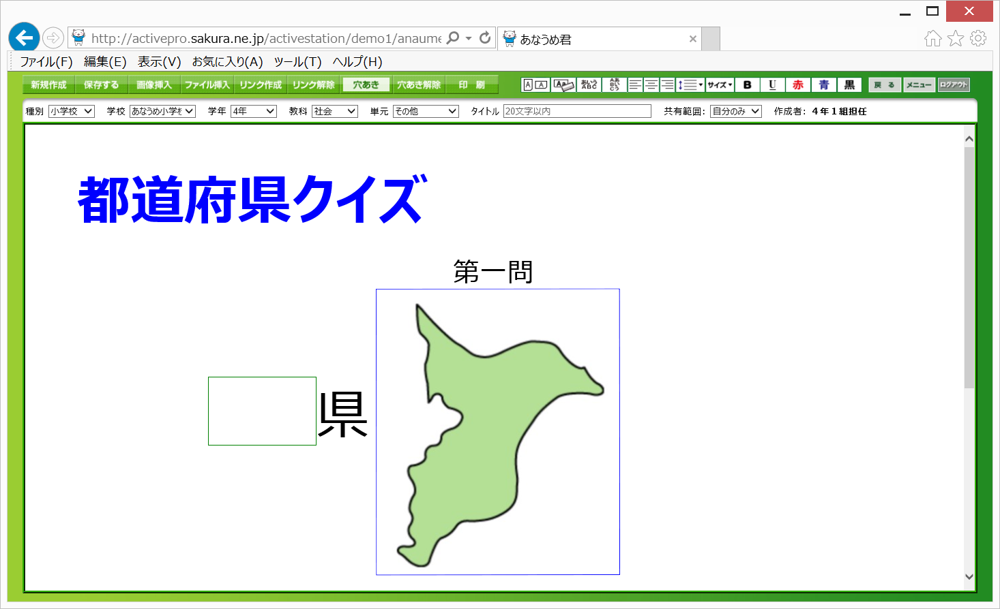 http://activepro.sakura.ne.jp/activestation/demo1/anaume
あなうめ君
ファイル(F) 編集(E) 表示(V) お気に入り(A) ツール(T) ヘルプ(H)
新規作成 保存する 画像挿入 ファイル挿入 リンク作成 リンク解除 穴あき 穴あき解除 印 刷 サイズ B U 赤 青 黒 戻 る メニュー ログアウト
種別 小学校 学校 あなうめ小学校 学年 4年 教科 社会 単元 その他 タイトル 20文字以内 共有範囲: 自分のみ 作成者: 4年1組担任
都道府県クイズ
第一問
県